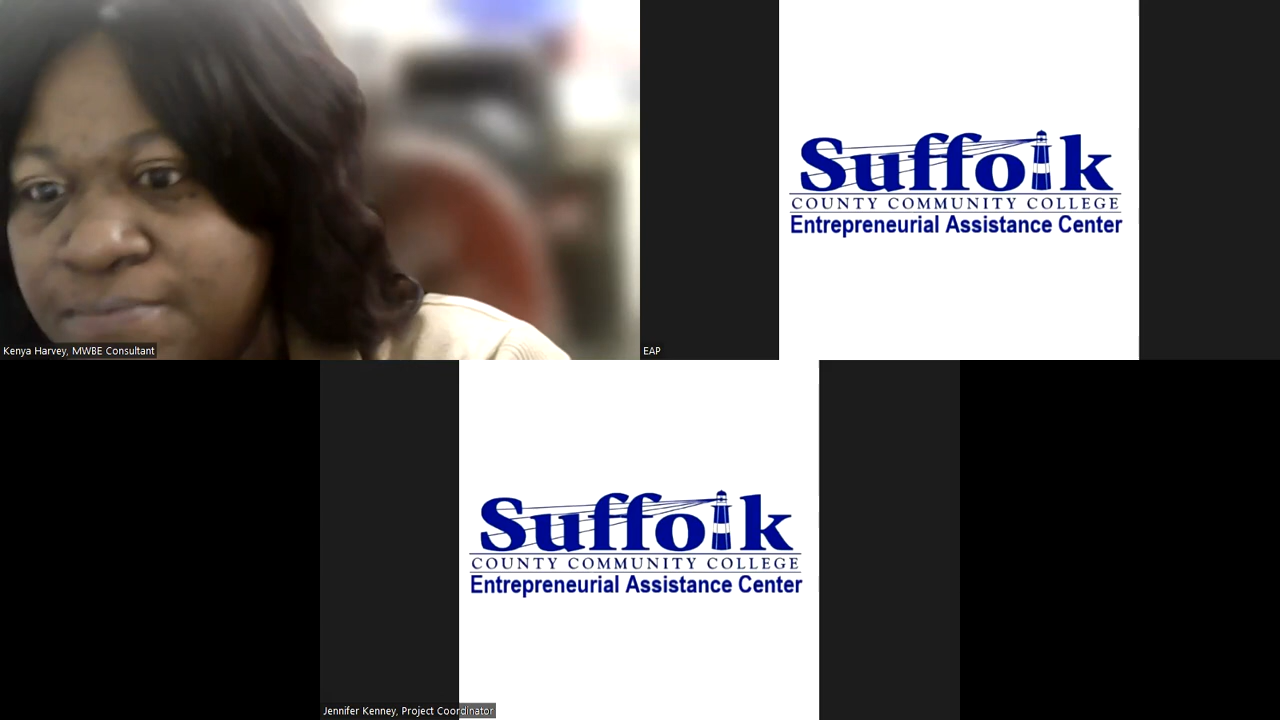 Kenya Harvey, MWBE Consultant
Suffolk
COUNTY COMMUNITY COLLEGE
Entrepreneurial Assistance Center
EAP
Suffolk
COUNTY COMMUNITY COLLEGE
Entrepreneurial Assistance Center
Jennifer Kenney, Project Coordinator